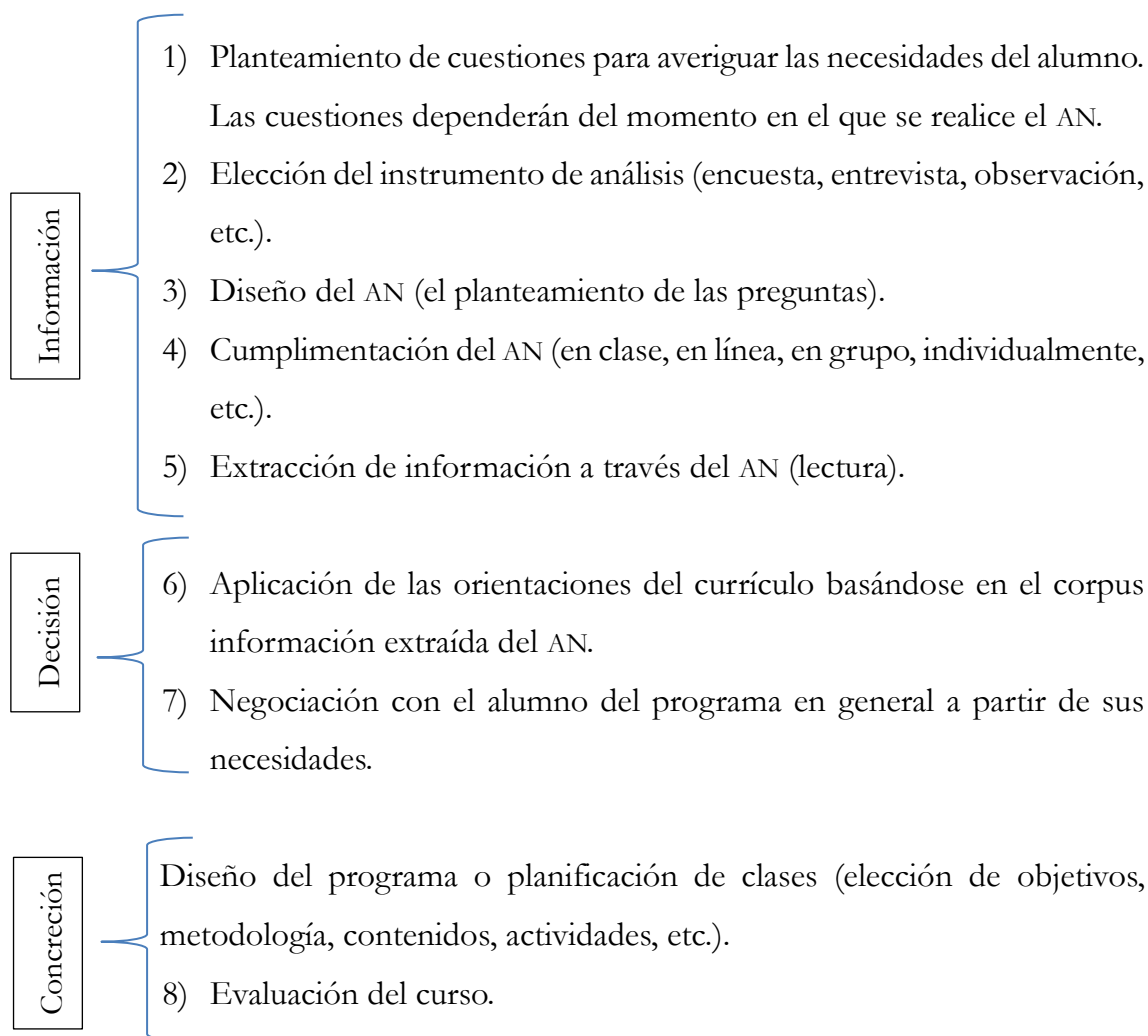 Información
1) Planteamiento de cuestiones para averiguar las necesidades del alumno.
Las cuestiones dependerán del momento en el que se realice el AN.
2) Elección del instrumento de análisis (encuesta, entrevista, observación,
etc.).
3) Diseño del AN (el planteamiento de las preguntas).
4) Cumplimentación del AN (en clase, en línea, en grupo, individualmente,
etc.).
5) Extracción de información a través del AN (lectura).
Decisión
6) Aplicación de las orientaciones del currículo basándose en el corpus
información extraída del AN.
7) Negociación con el alumno del programa en general a partir de sus
necesidades.
Concreción
Diseño del programa o planificación de clases (elección de objetivos,
metodología, contenidos, actividades, etc.).
8) Evaluación del curso.